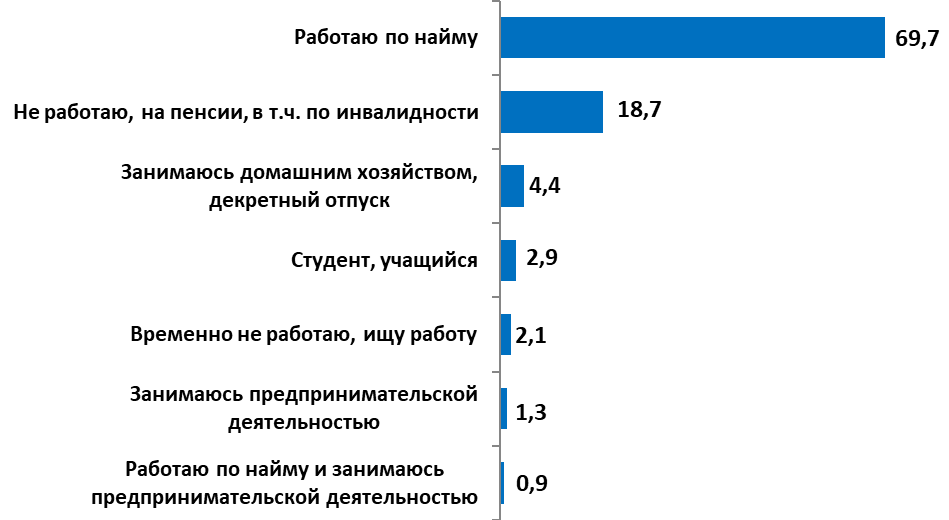 Работаю по найму
69,7
Не работаю, на пенсии, в т.ч. по инвалидности
18,7
Занимаюсь домашним хозяйством,
декретный отпуск
4,4
Студент, учащийся
2,9
Временно не работаю, ищу работу
2,1
Занимаюсь предпринимательской
деятельностью
1,3
Работаю по найму и занимаюсь
предпринимательской деятельностью
0,9